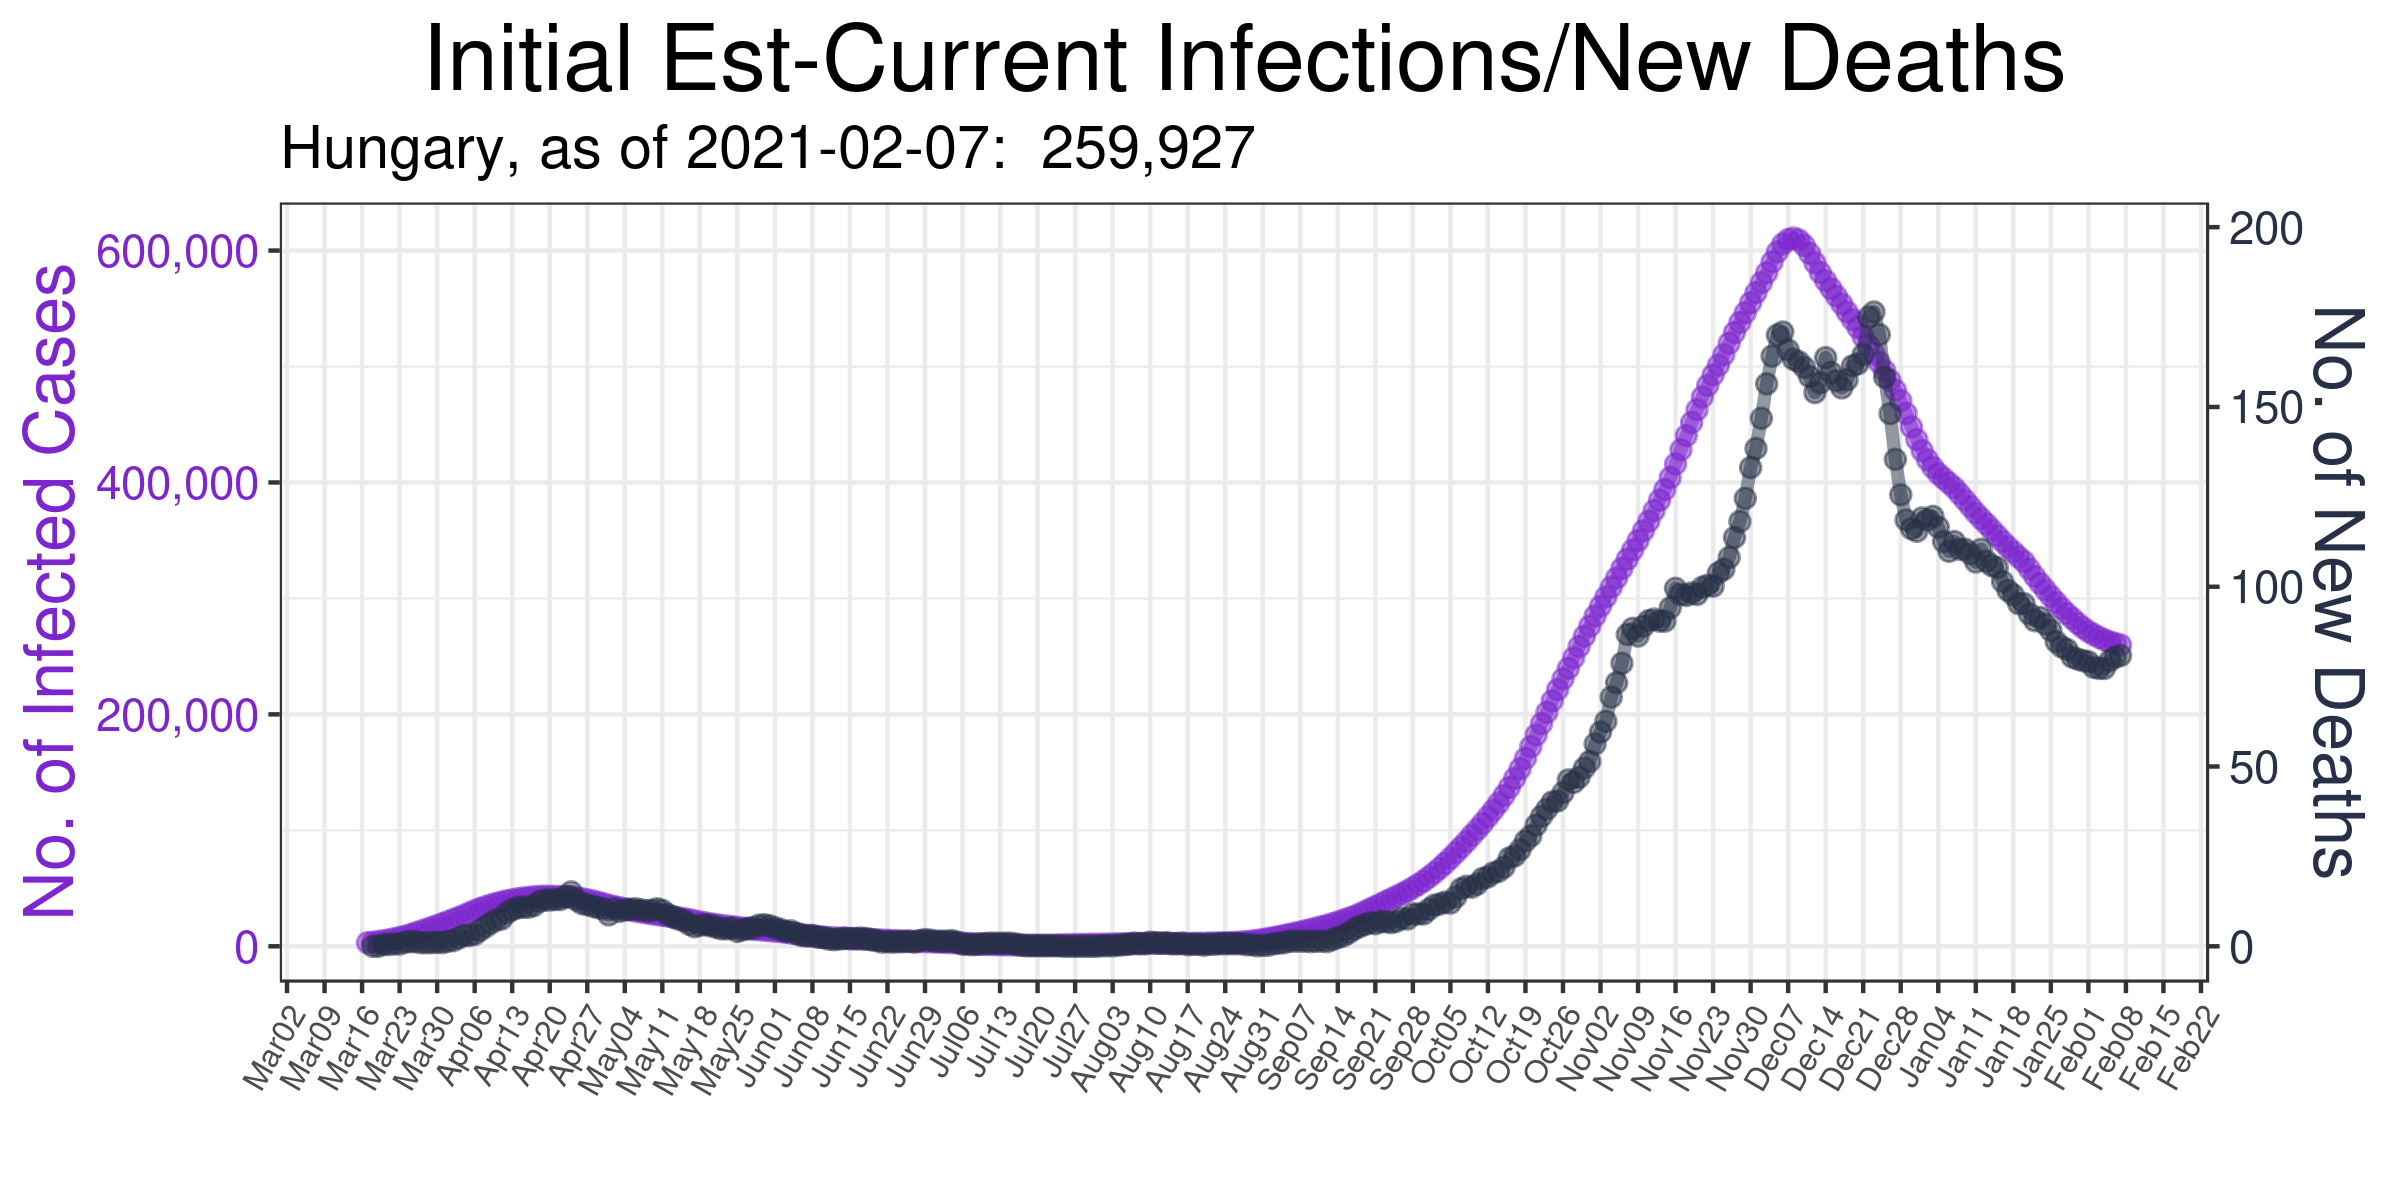 Initial Est-Current Infections/New Deaths
Hungary, as of 2021-02-07:  259,927
No. of Infected Cases
600,000
400,000
200,000
0
200
150
100
50
0
No. of New Deaths
Mar02
Mar09
Mar16
Mar23
Mar30
Apr06
Apr13
Apr20
Apr27
May04
May11
May18
May25
Jun01
Jun08
Jun15
Jun22
Jun29
Jul06
Jul13
Jul20
Jul27
Aug03
Aug10
Aug17
Aug24
Aug31
Sep07
Sep14
Sep21
Sep28
Oct05
Oct12
Oct19
Oct26
Nov02
Nov09
Nov16
Nov23
Nov30
Dec07
Dec14
Dec21
Dec28
Jan04
Jan11
Jan18
Jan25
Feb01
Feb08
Feb15
Feb22